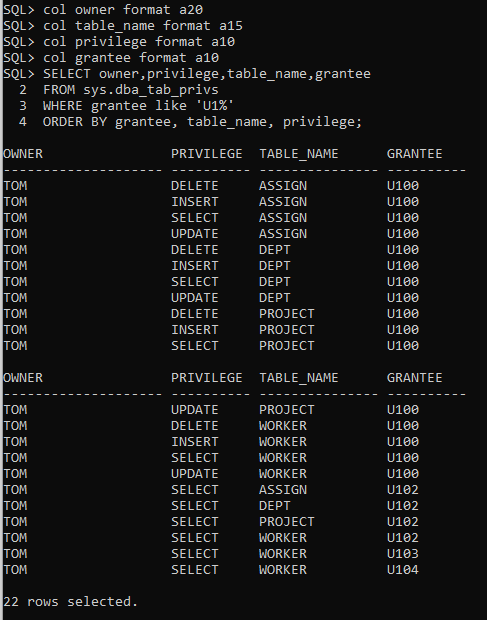 SQL> col owner format a20
SQL> col table_name format a15
SQL> col privilege format a10
SQL> col grantee format a10
SQL> SELECT owner,privilege,table_name,grantee
  2  FROM sys.dba_tab_privs
  3  WHERE grantee like 'U1%'
  4  ORDER BY grantee, table_name, privilege;

OWNER                PRIVILEGE  TABLE_NAME      GRANTEE
-------------------- ---------- --------------- ----------
TOM                  DELETE     ASSIGN          U100
TOM                  INSERT     ASSIGN          U100
TOM                  SELECT     ASSIGN          U100
TOM                  UPDATE     ASSIGN          U100
TOM                  DELETE     DEPT            U100
TOM                  INSERT     DEPT            U100
TOM                  SELECT     DEPT            U100
TOM                  UPDATE     DEPT            U100
TOM                  DELETE     PROJECT         U100
TOM                  INSERT     PROJECT         U100
TOM                  SELECT     PROJECT         U100

OWNER                PRIVILEGE  TABLE_NAME      GRANTEE
-------------------- ---------- --------------- ----------
TOM                  UPDATE     PROJECT         U100
TOM                  DELETE     WORKER          U100
TOM                  INSERT     WORKER          U100
TOM                  SELECT     WORKER          U100
TOM                  UPDATE     WORKER          U100
TOM                  SELECT     ASSIGN          U102
TOM                  SELECT     DEPT            U102
TOM                  SELECT     PROJECT         U102
TOM                  SELECT     WORKER          U102
TOM                  SELECT     WORKER          U103
TOM                  SELECT     WORKER          U104

22 rows selected.